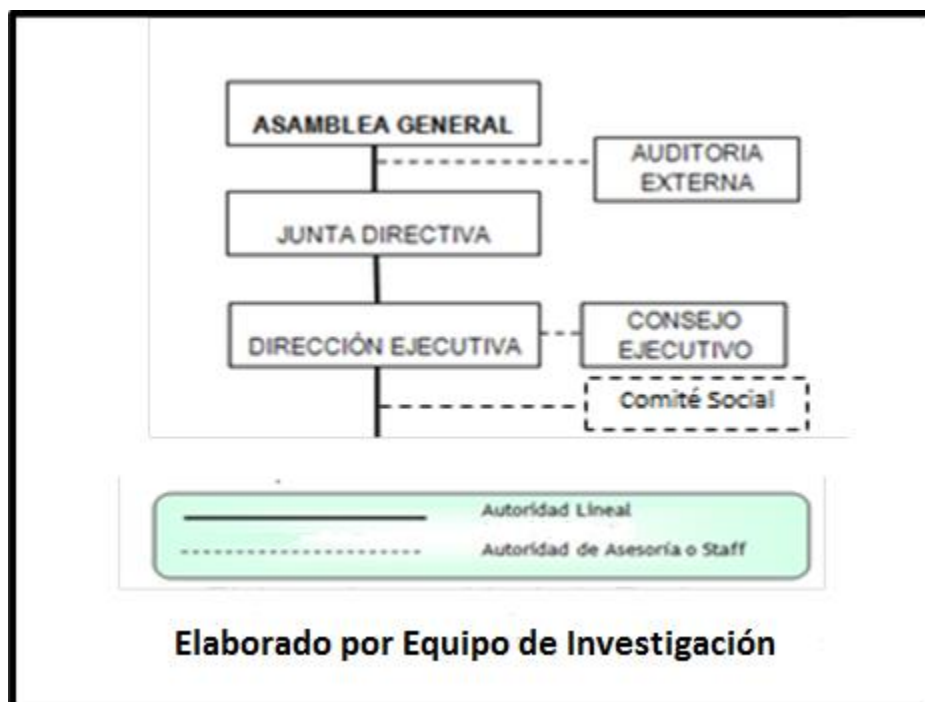 ASAMBLEA GENERAL
AUDITORIA
EXTERNA
JUNTA DIRECTIVA
DIRECCIÓN EJECUTIVA
CONSEJO
EJECUTIVO
Comité Social
Autoridad Lineal
Autoridad de Asesoría o Staff
Elaborado por Equipo de Investigación